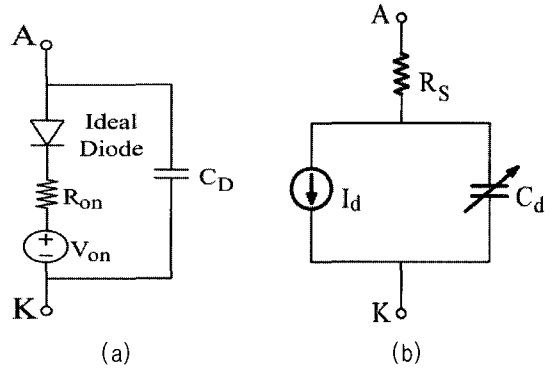 A
Ideal
Diode
R_on
C_D
+
−
V_on
K
(a)
A
R_S
I_d
C_d
K
(b)